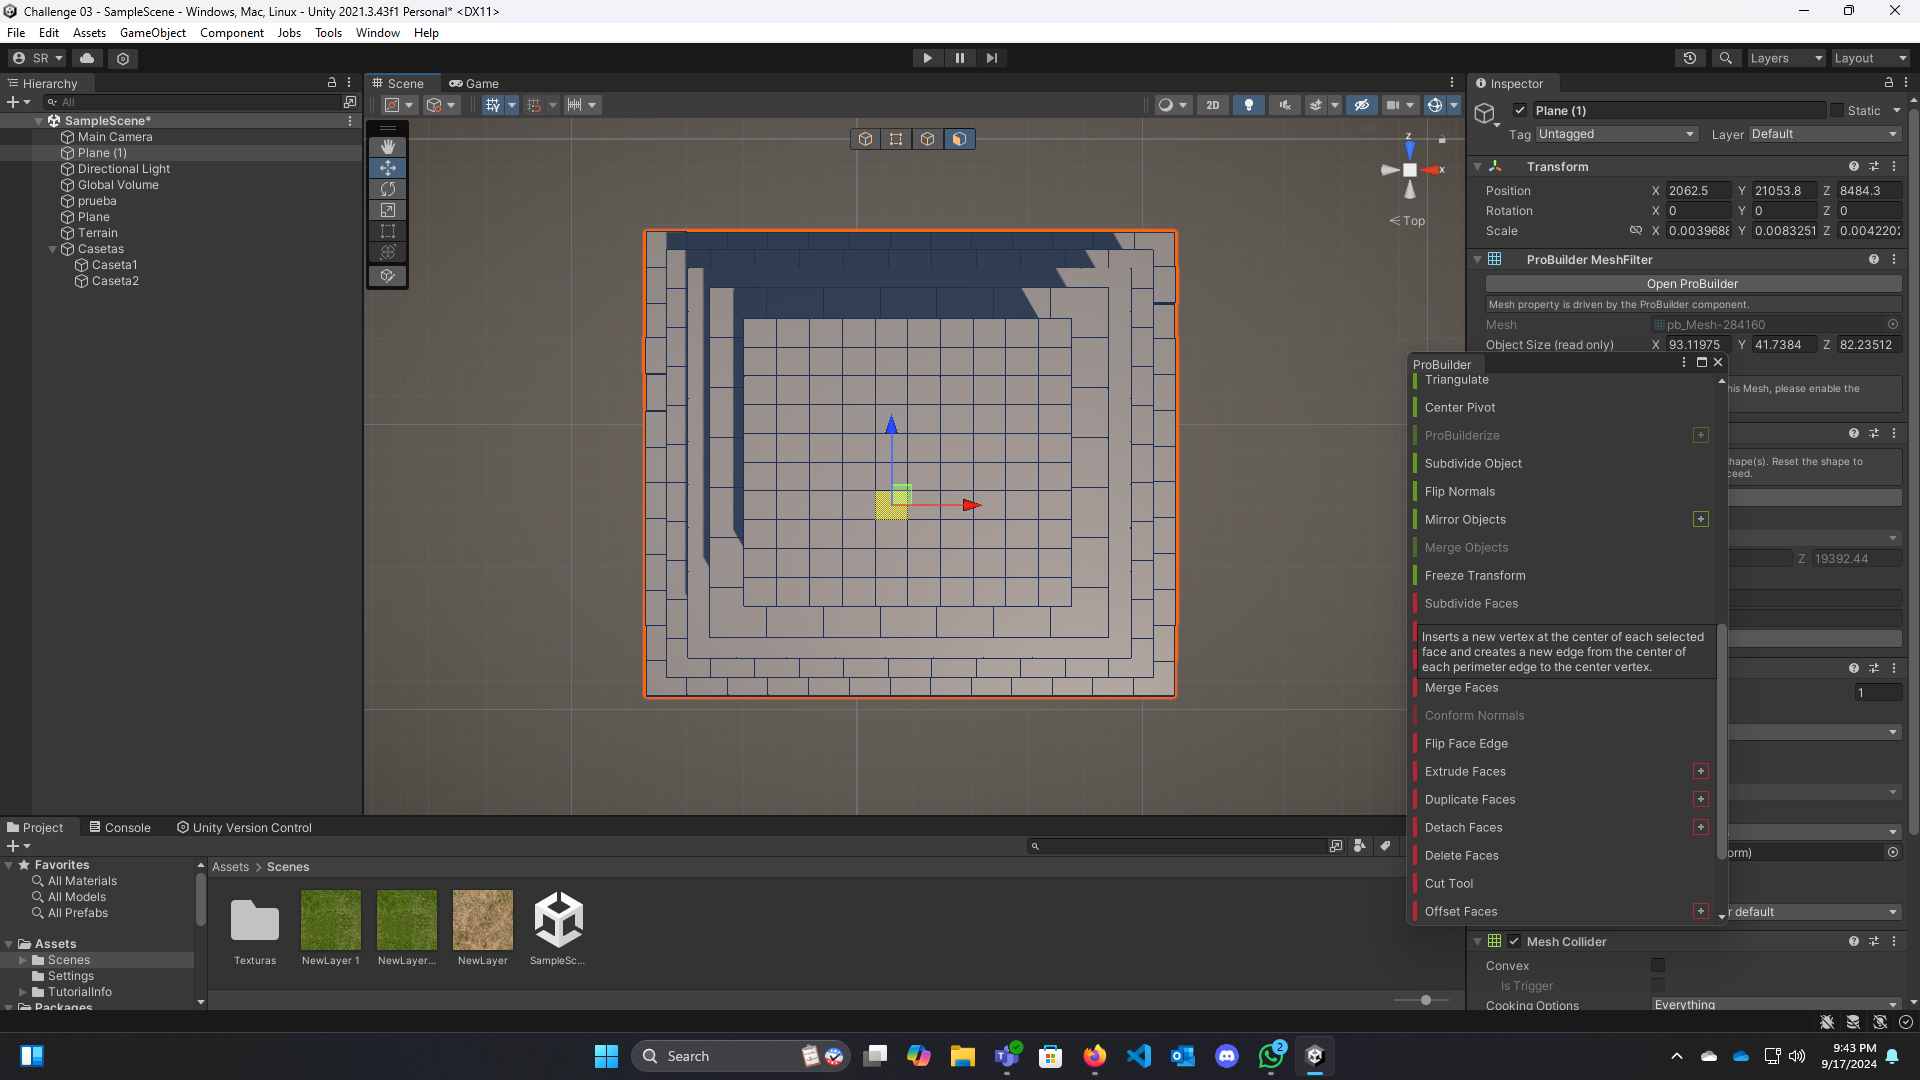 Challenge 03 - SampleScene - Windows, Mac, Linux - Unity 2021.3.43f1 Personal* <DX11>
File Edit Assets GameObject Component Jobs Tools Window Help
SR
Layers
Layout
Hierarchy
All
SampleScene*
Main Camera
Plane (1)
Directional Light
Global Volume
prueba
Plane
Terrain
Casetas
Caseta1
Caseta2
Scene
Game
2D
z
x
Top
Inspector
Plane (1)
Static
Tag Untagged Layer Default
Transform
Position X 2062.5 Y 21053.8 Z 8484.3
Rotation X 0 Y 0 Z 0
Scale X 0.0039688 Y 0.0083251 Z 0.0042202
ProBuilder MeshFilter
Open ProBuilder
Mesh property is driven by the ProBuilder component.
Mesh pb_Mesh-284160
Object Size (read only) X 93.11975 Y 41.7384 Z 82.23512
his Mesh, please enable the
hape(s). Reset the shape to
ceed.
Z 19392.44
1
orm)
r default
Mesh Collider
Convex
Is Trigger
Cooking Options Everything
ProBuilder
Triangulate
Center Pivot
ProBuilderize
Subdivide Object
Flip Normals
Mirror Objects
Merge Objects
Freeze Transform
Subdivide Faces
Inserts a new vertex at the center of each selected
face and creates a new edge from the center of
each perimeter edge to the center vertex.
Merge Faces
Conform Normals
Flip Face Edge
Extrude Faces
Duplicate Faces
Detach Faces
Delete Faces
Cut Tool
Offset Faces
Project
Console
Unity Version Control
Favorites
All Materials
All Models
All Prefabs
Assets
Scenes
Settings
TutorialInfo
Packages
Assets > Scenes
Texturas
NewLayer 1
NewLayer...
NewLayer
SampleSc...
Search
2
9:43 PM
9/17/2024